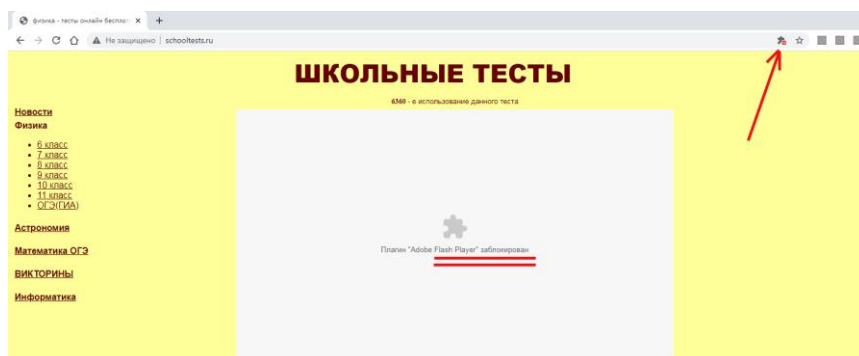 физика - тесты онлайн бесплат
Не защищено | schooltests.ru
ШКОЛЬНЫЕ ТЕСТЫ
6360 - е использование данного теста
Новости
Физика
6 класс
7 класс
8 класс
9 класс
10 класс
11 класс
ОГЭ(ГИА)
Астрономия
Математика ОГЭ
ВИКТОРИНЫ
Информатика
Плагин "Adobe Flash Player" заблокирован